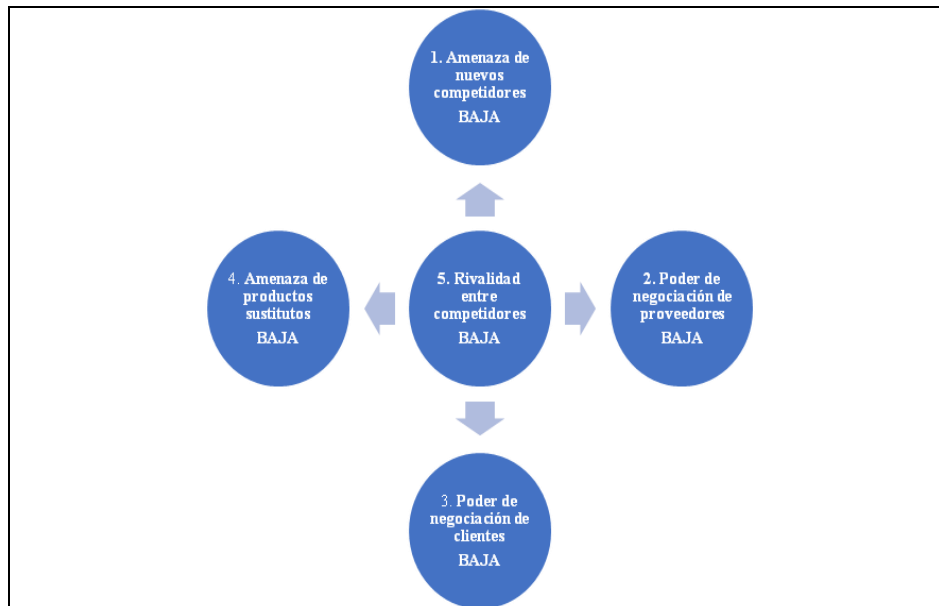 1. Amenaza de
nuevos
competidores
BAJA
4. Amenaza de
productos
sustitutos
BAJA
5. Rivalidad
entre
competidores
BAJA
2. Poder de
negociación de
proveedores
BAJA
3. Poder de
negociación de
clientes
BAJA